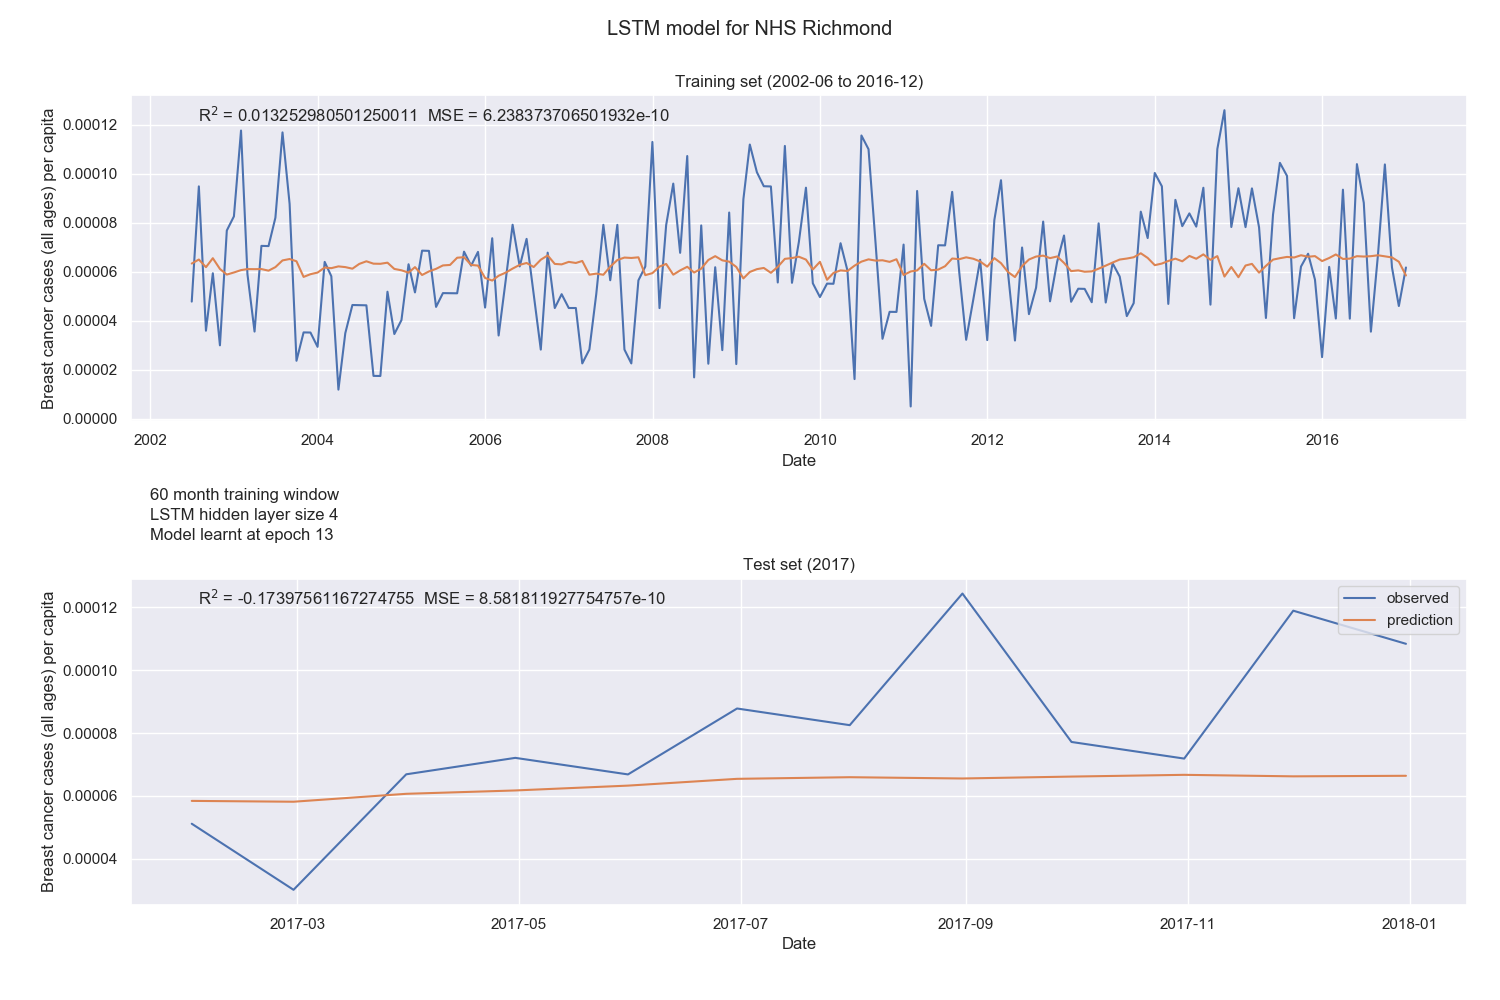 LSTM model for NHS Richmond
Training set (2002-06 to 2016-12)
R² = 0.013252980501250011 MSE = 6.238373706501932e-10
Breast cancer cases (all ages) per capita
0.00012
0.00010
0.00008
0.00006
0.00004
0.00002
0.00000
2002 2004 2006 2008 2010 2012 2014 2016
Date
60 month training window
LSTM hidden layer size 4
Model learnt at epoch 13
Test set (2017)
R² = -0.17397561167274755 MSE = 8.581811927754757e-10
observed
prediction
Breast cancer cases (all ages) per capita
0.00012
0.00010
0.00008
0.00006
0.00004
2017-03 2017-05 2017-07 2017-09 2017-11 2018-01
Date